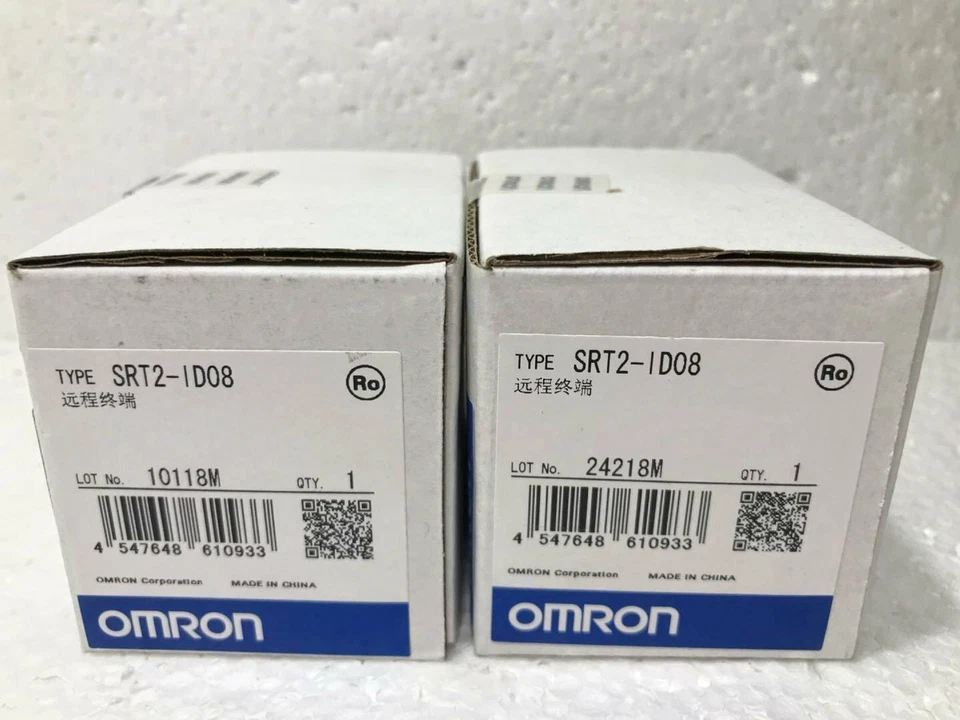 TYPE SRT2-ID08
Ro
远程终端
LOT No. 10118M QTY. 1
4 547648 610933
OMRON Corporation MADE IN CHINA
OMRON
TYPE SRT2-ID08
Ro
远程终端
LOT No. 24218M QTY. 1
4 547648 610933
OMRON Corporation MADE IN CHINA
OMRON